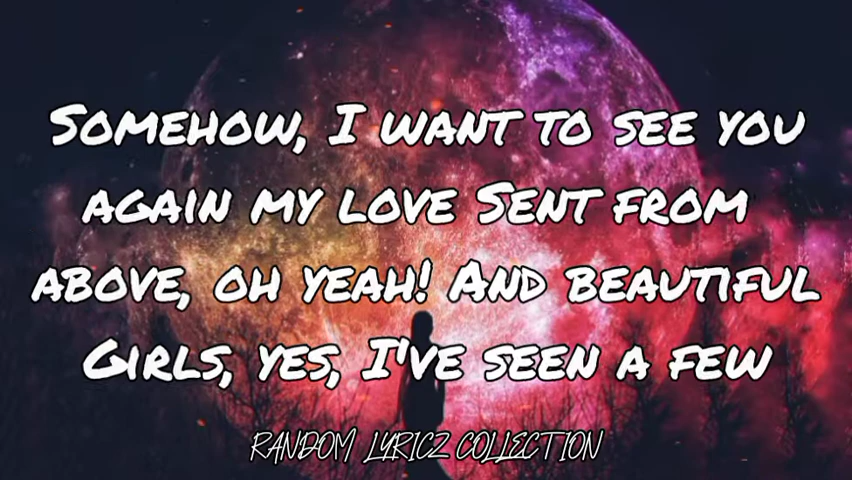 Somehow, I want to see you
again my love Sent from
above, oh yeah! And beautiful
Girls, yes, I've seen a few
RANDOM LYRICZ COLLECTION